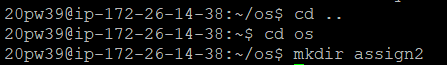 20pw39@ip-172-26-14-38:~/os$ cd ..
20pw39@ip-172-26-14-38:~$ cd os
20pw39@ip-172-26-14-38:~/os$ mkdir assign2